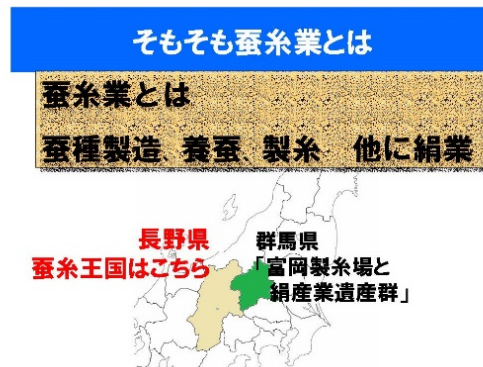 そもそも蚕糸業とは
蚕糸業とは
蚕種製造、養蚕、製糸　他に絹業
長野県
蚕糸王国はこちら
群馬県
「富岡製糸場と
絹産業遺産群」